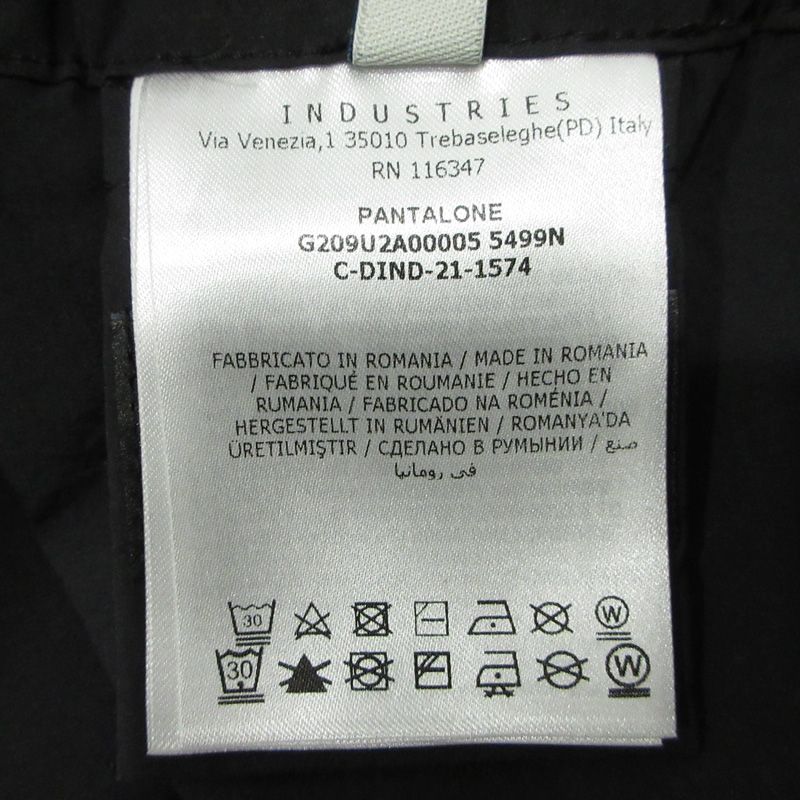 INDUSTRIES
Via Venezia,1 35010 Trebaseleghe(PD) Italy
RN 116347
PANTALONE
G209U2A00005 5499N
C-DIND-21-1574
FABBRICATO IN ROMANIA / MADE IN ROMANIA
/ FABRIQUÉ EN ROUMANIE / HECHO EN
RUMANIA / FABRICADO NA ROMÉNIA /
HERGESTELLT IN RUMÄNIEN / ROMANYA'DA
ÜRETILMIŞTIR / СДЕЛАНО В РУМЫНИИ / صنع
في رومانيا
30 W
30 W